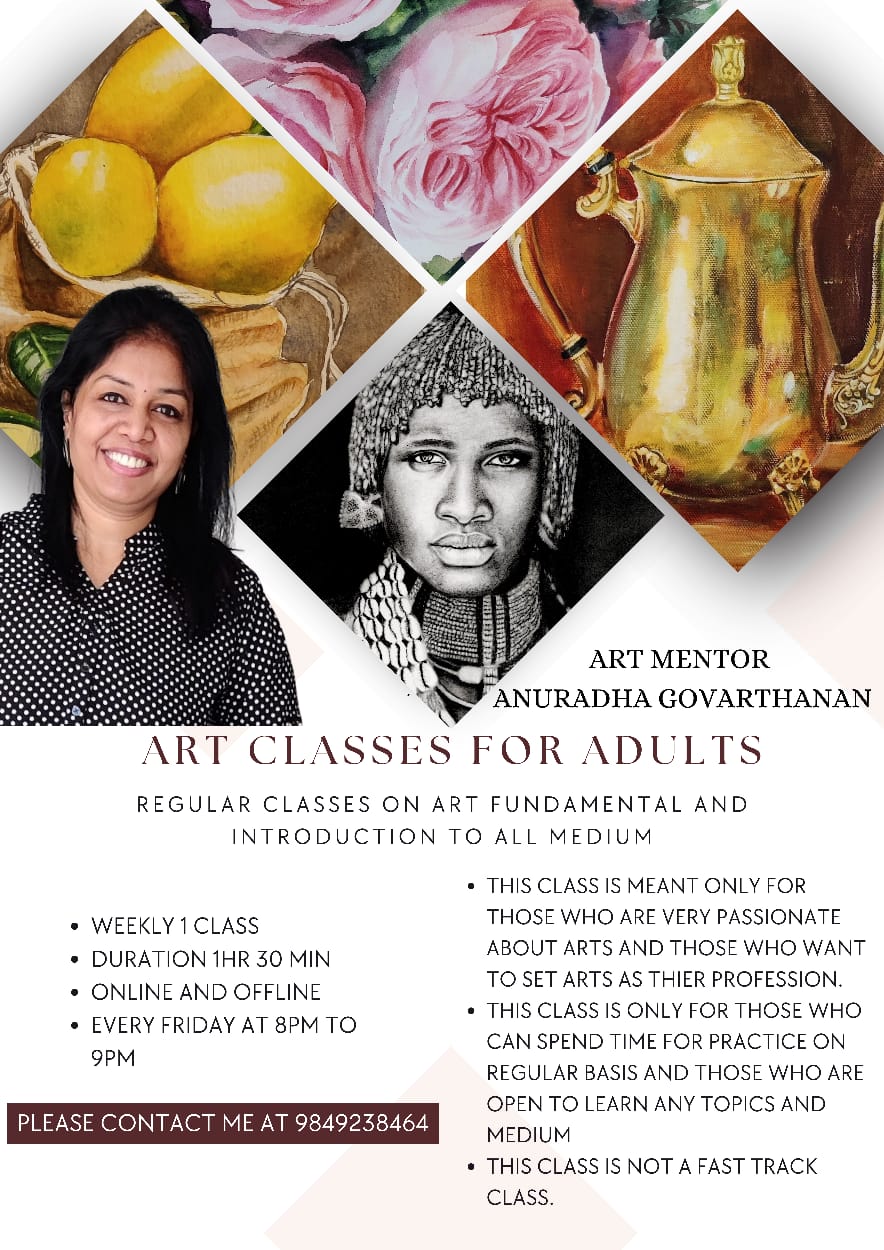 ART MENTOR
ANURADHA GOVARTHANAN
ART CLASSES FOR ADULTS
REGULAR CLASSES ON ART FUNDAMENTAL AND
INTRODUCTION TO ALL MEDIUM
• WEEKLY 1 CLASS
• DURATION 1HR 30 MIN
• ONLINE AND OFFLINE
• EVERY FRIDAY AT 8PM TO
9PM
PLEASE CONTACT ME AT 9849238464
• THIS CLASS IS MEANT ONLY FOR
THOSE WHO ARE VERY PASSIONATE
ABOUT ARTS AND THOSE WHO WANT
TO SET ARTS AS THIER PROFESSION.
• THIS CLASS IS ONLY FOR THOSE WHO
CAN SPEND TIME FOR PRACTICE ON
REGULAR BASIS AND THOSE WHO ARE
OPEN TO LEARN ANY TOPICS AND
MEDIUM
• THIS CLASS IS NOT A FAST TRACK
CLASS.